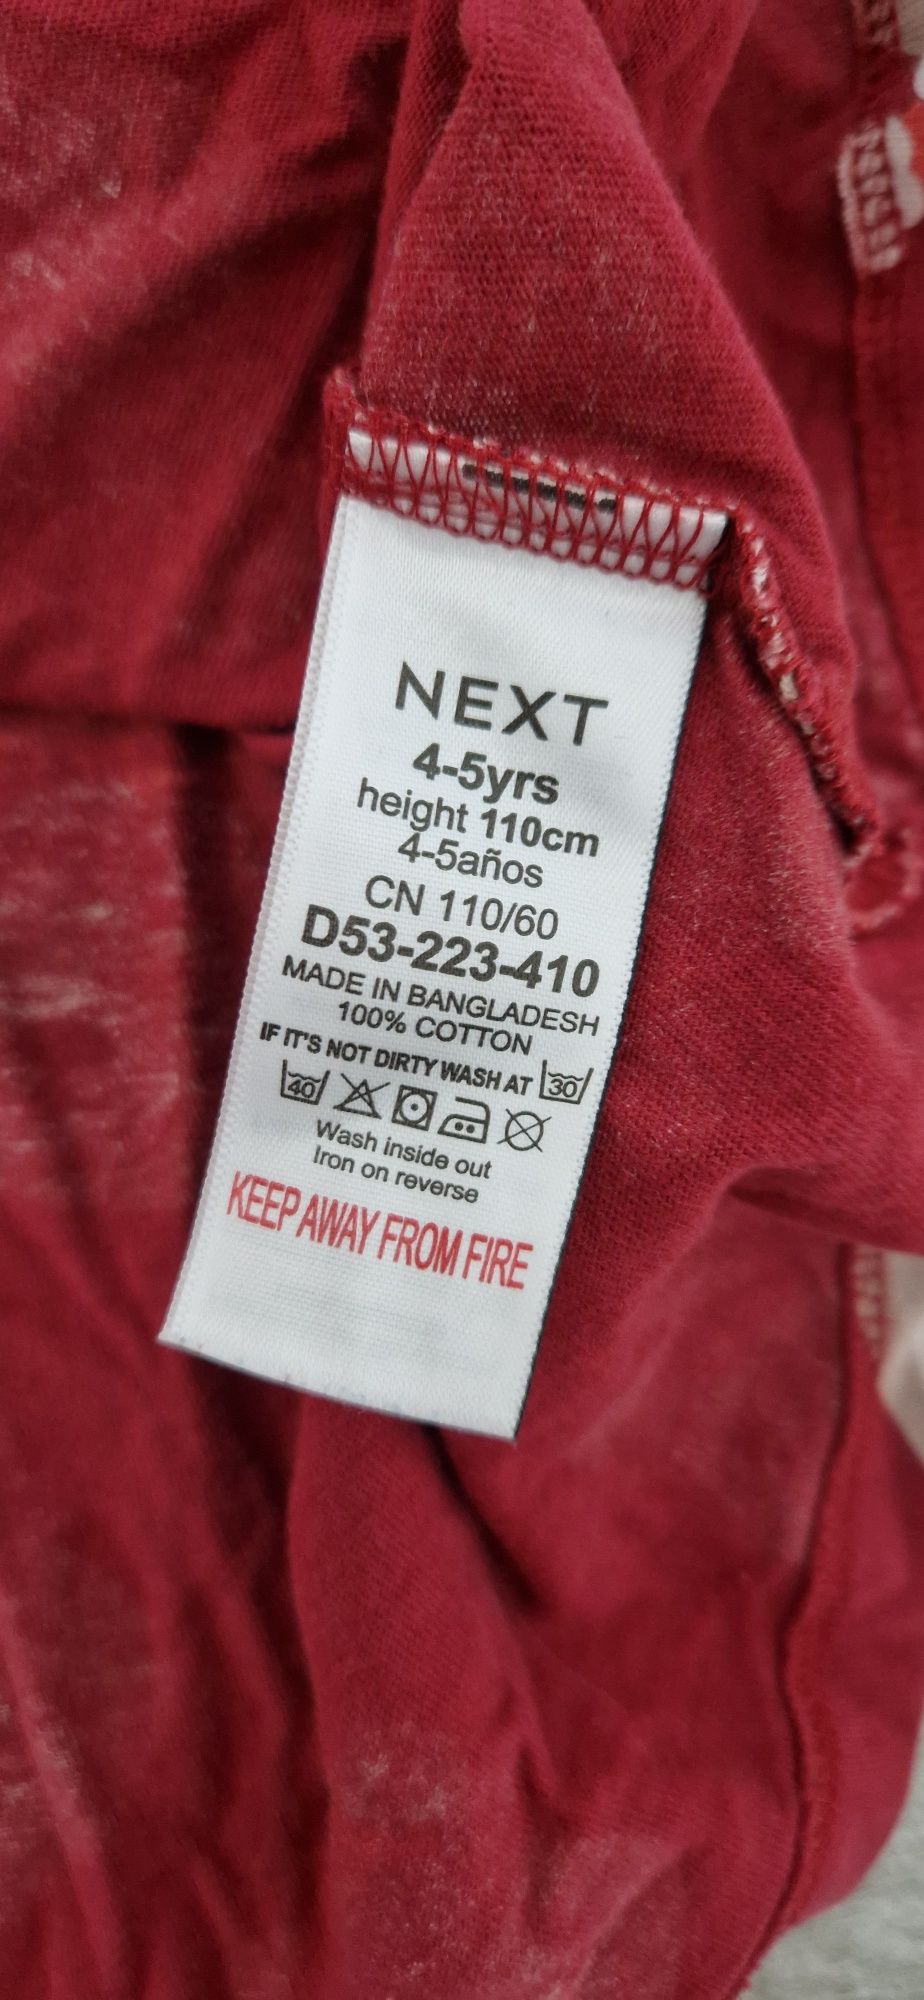 NEXT
4-5yrs
height 110cm
4-5años
CN 110/60
D53-223-410
MADE IN BANGLADESH
100% COTTON
IF IT'S NOT DIRTY WASH AT 30
40
Wash inside out
Iron on reverse
KEEP AWAY FROM FIRE